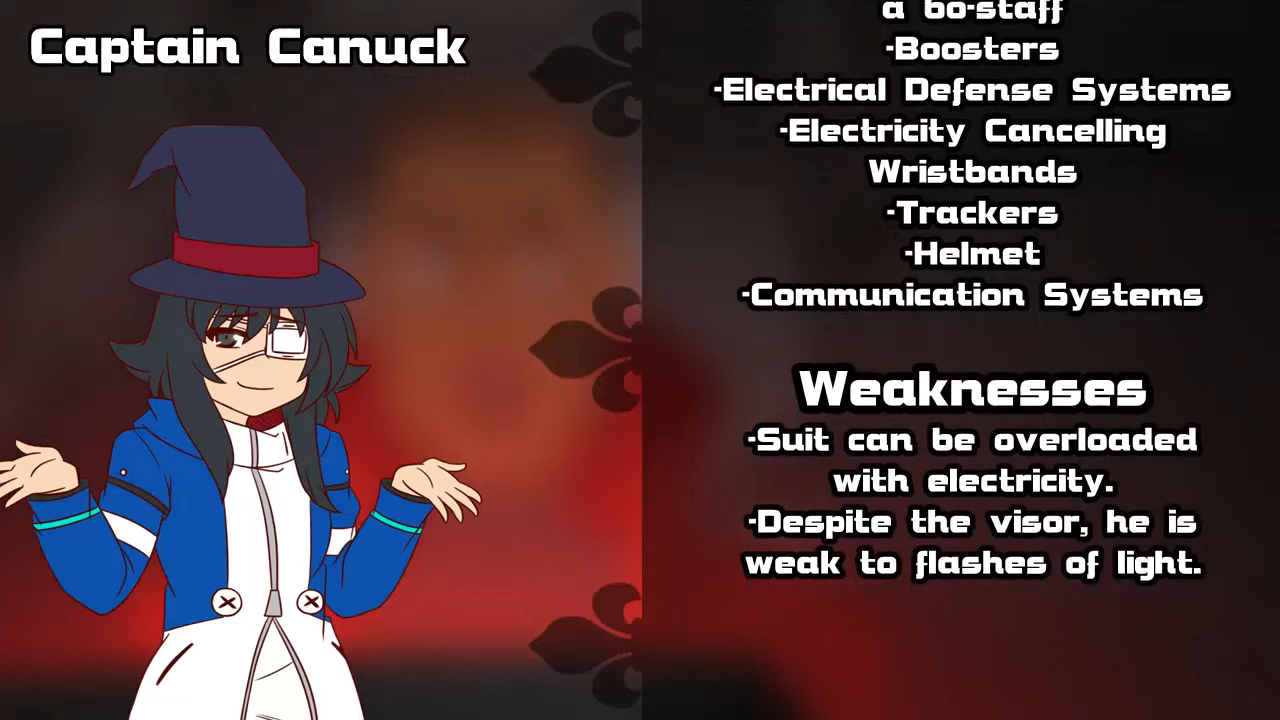 Captain Canuck
a bo-staff
-Boosters
-Electrical Defense Systems
-Electricity Cancelling
Wristbands
-Trackers
-Helmet
-Communication Systems
Weaknesses
-Suit can be overloaded
with electricity.
-Despite the visor, he is
weak to flashes of light.